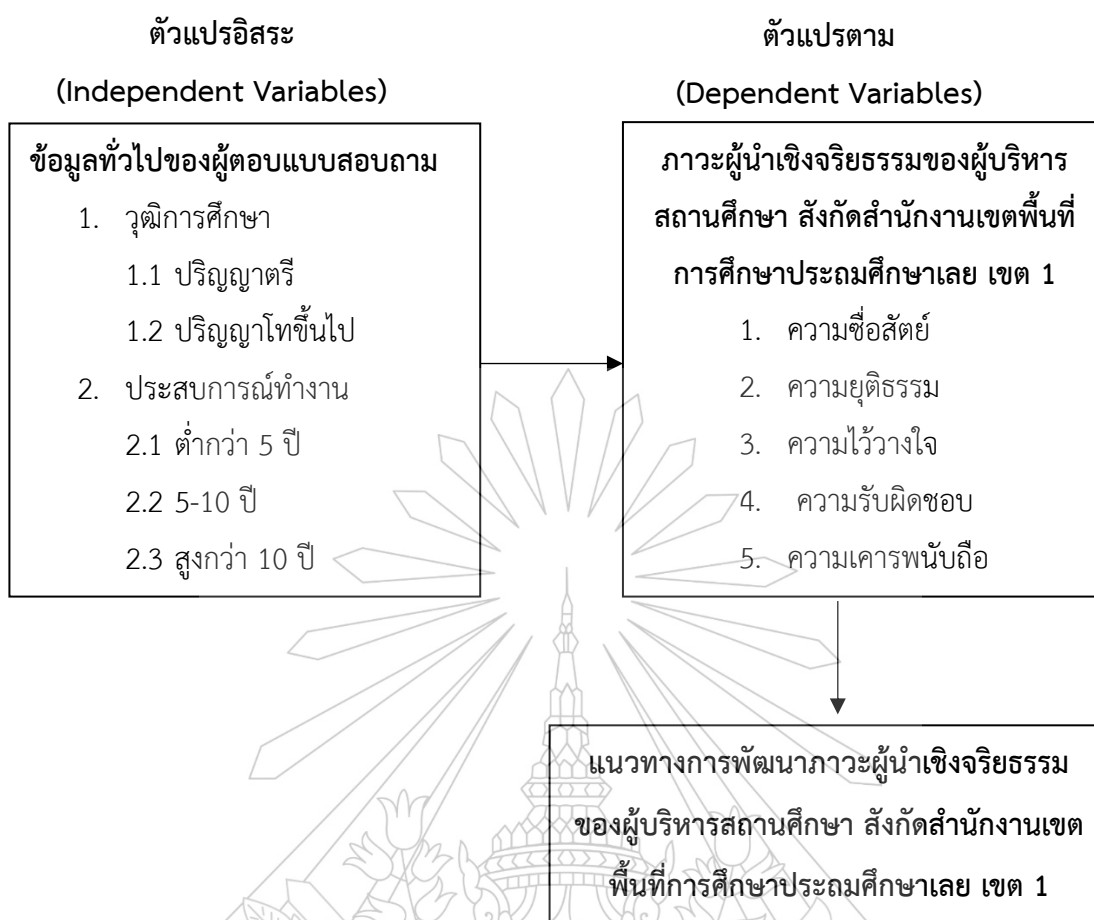 ตัวแปรอิสระ
(Independent Variables)
ข้อมูลทั่วไปของผู้ตอบแบบสอบถาม
1. วุฒิการศึกษา
1.1 ปริญญาตรี
1.2 ปริญญาโทขึ้นไป
2. ประสบการณ์ทำงาน
2.1 ต่ำกว่า 5 ปี
2.2 5-10 ปี
2.3 สูงกว่า 10 ปี
ตัวแปรตาม
(Dependent Variables)
ภาวะผู้นำเชิงจริยธรรมของผู้บริหาร
สถานศึกษา สังกัดสำนักงานเขตพื้นที่
การศึกษาประถมศึกษาเลย เขต 1
1. ความซื่อสัตย์
2. ความยุติธรรม
3. ความไว้วางใจ
4. ความรับผิดชอบ
5. ความเคารพนับถือ
แนวทางการพัฒนาภาวะผู้นำเชิงจริยธรรม
ของผู้บริหารสถานศึกษา สังกัดสำนักงานเขต
พื้นที่การศึกษาประถมศึกษาเลย เขต 1